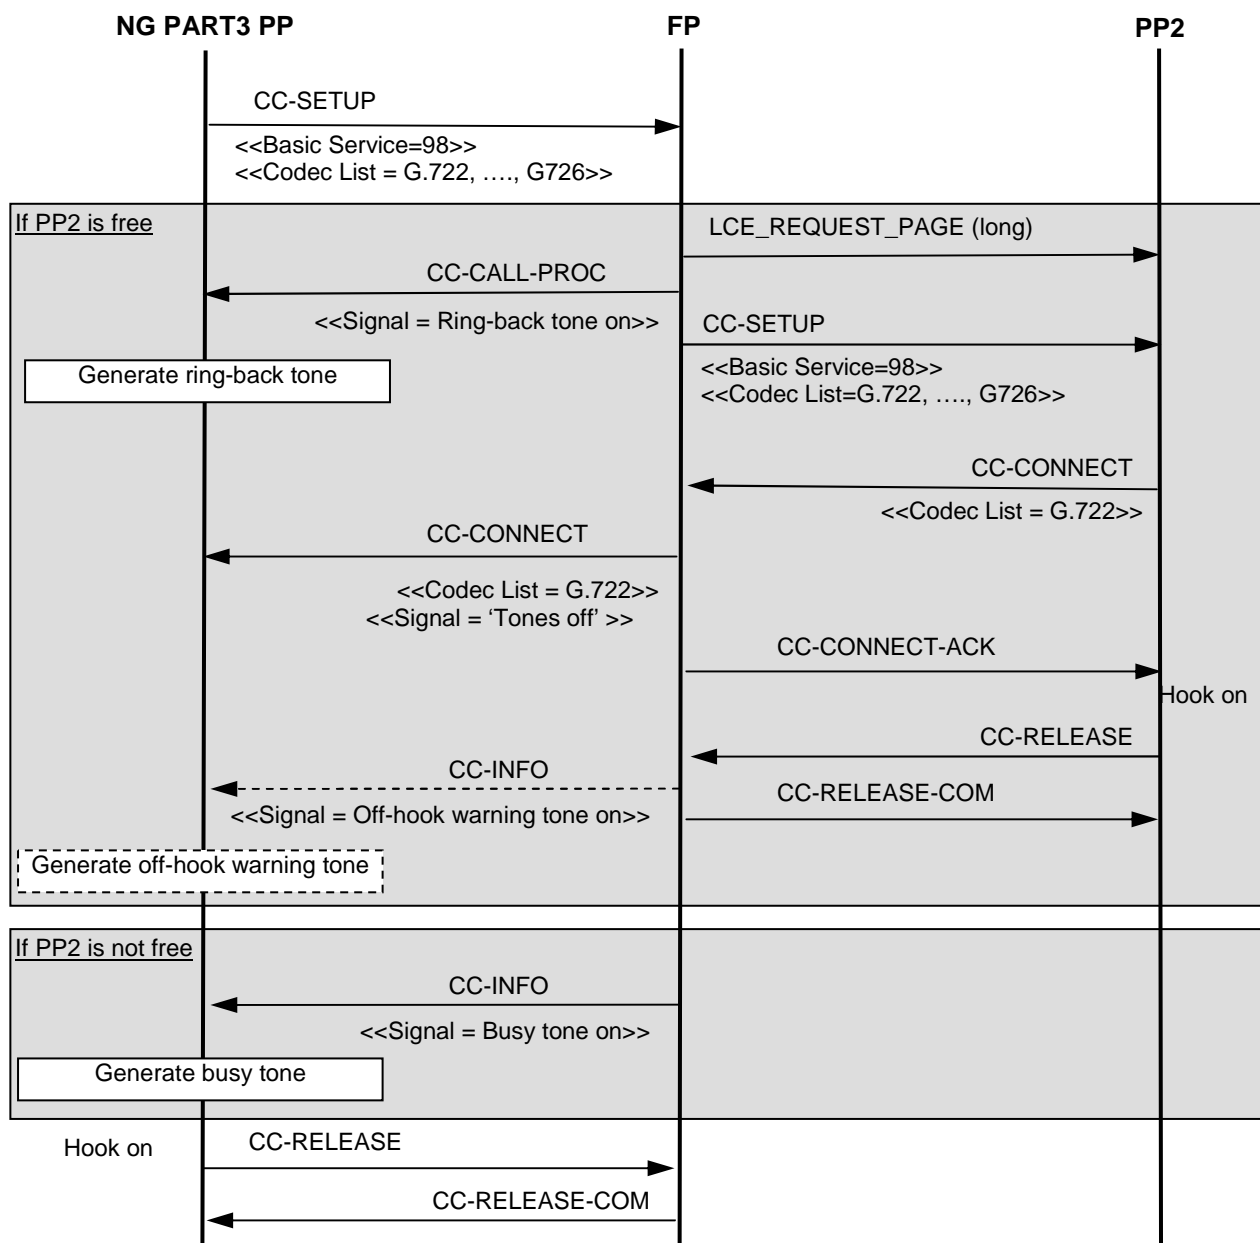 NG PART3 PP
FP
PP2
CC-SETUP
<<Basic Service=98>>
<<Codec List = G.722, …., G726>>
If PP2 is free
LCE_REQUEST_PAGE (long)
CC-CALL-PROC
<<Signal = Ring-back tone on>>
CC-SETUP
Generate ring-back tone
<<Basic Service=98>>
<<Codec List=G.722, …., G726>>
CC-CONNECT
<<Codec List = G.722>>
CC-CONNECT
<<Codec List = G.722>>
<<Signal = ‘Tones off’ >>
CC-CONNECT-ACK
Hook on
CC-RELEASE
CC-INFO
<<Signal = Off-hook warning tone on>>
CC-RELEASE-COM
Generate off-hook warning tone
If PP2 is not free
CC-INFO
<<Signal = Busy tone on>>
Generate busy tone
Hook on
CC-RELEASE
CC-RELEASE-COM